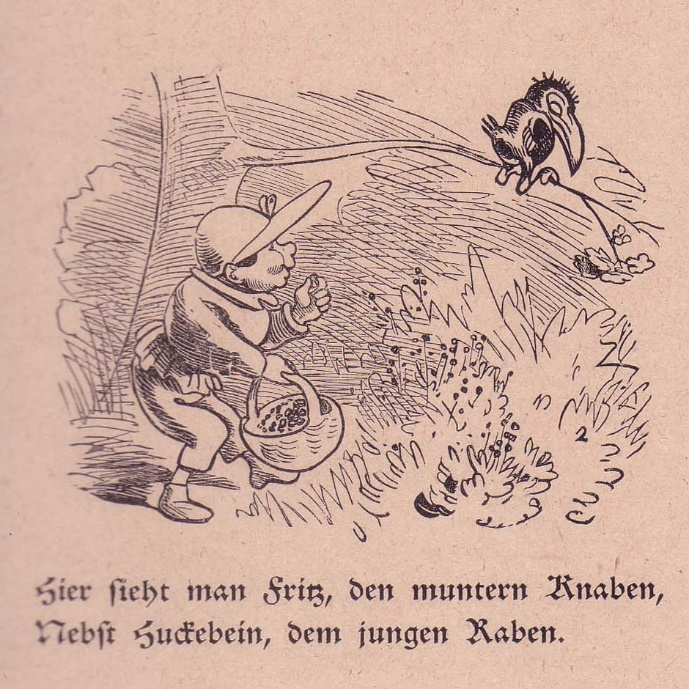 Hier sieht man Fritz, den muntern Knaben,
Nebst Huckebein, dem jungen Raben.